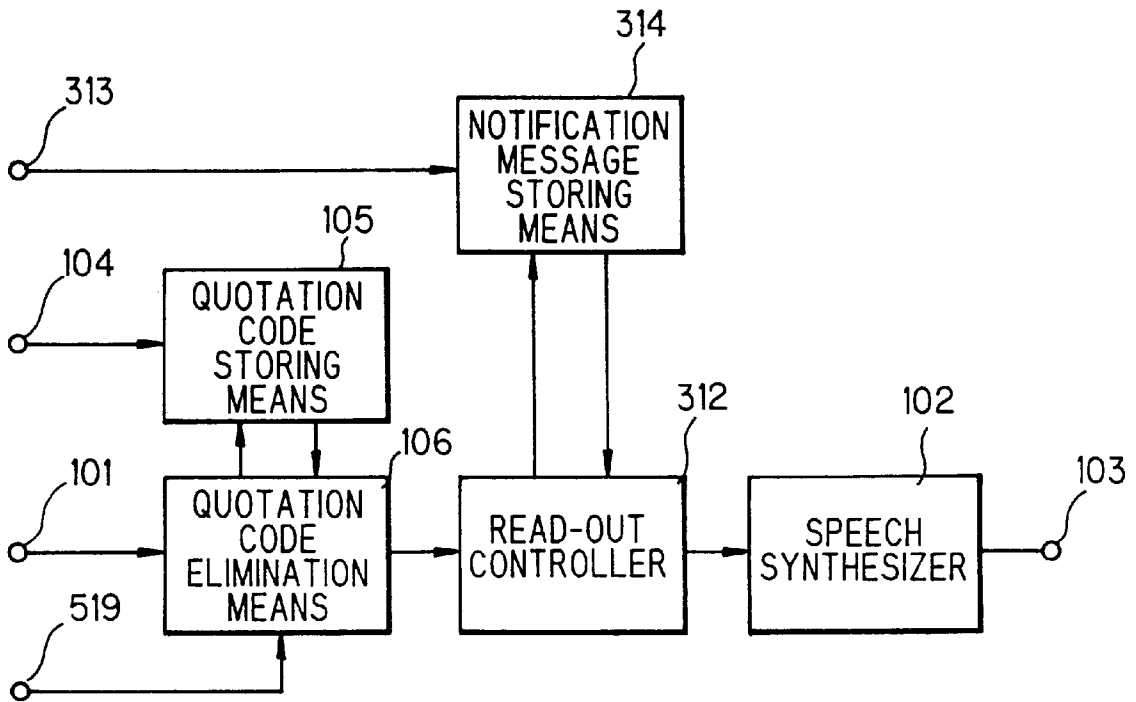 314
313
NOTIFICATION
MESSAGE
STORING
MEANS
105
104
QUOTATION
CODE
STORING
MEANS
312
102
106
101
103
QUOTATION
CODE
ELIMINATION
MEANS
READ-OUT
CONTROLLER
SPEECH
SYNTHESIZER
519